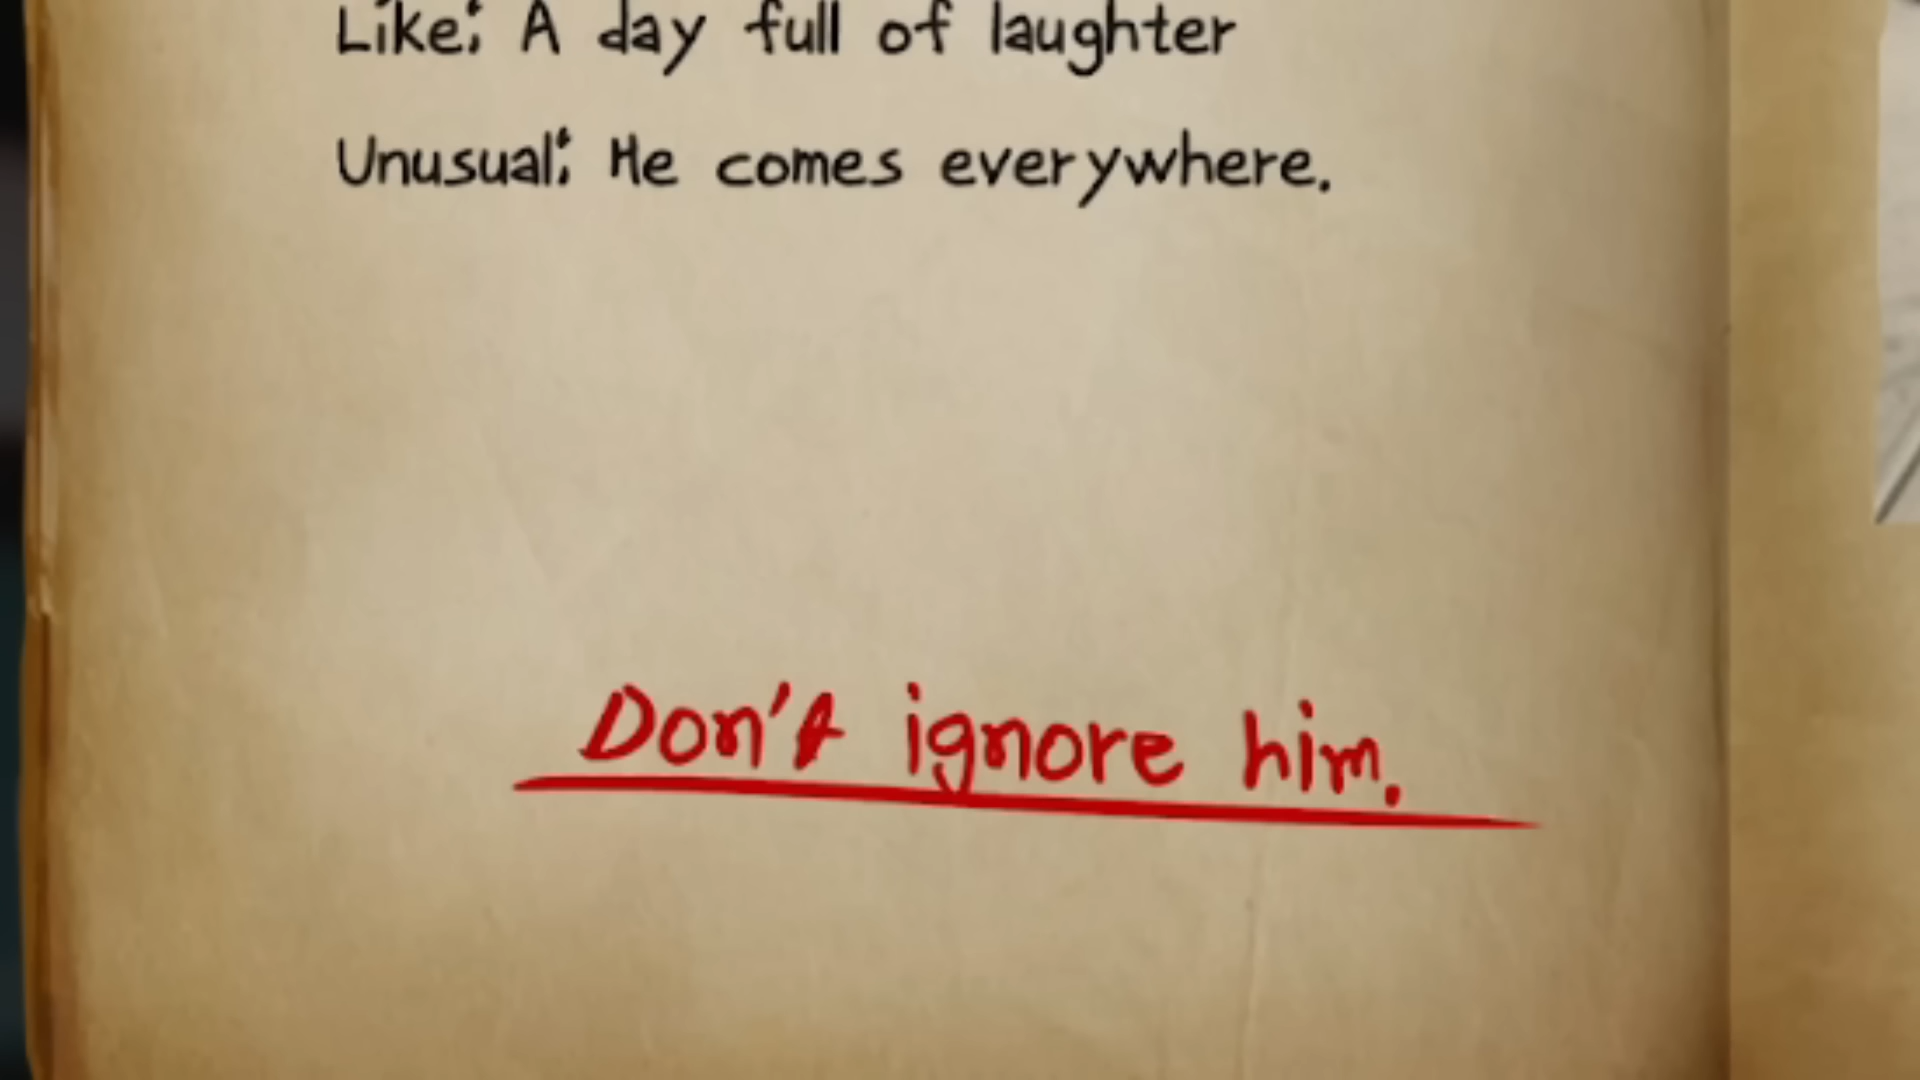 Like: A day full of laughter
Unusual: He comes everywhere.
Don't ignore him.